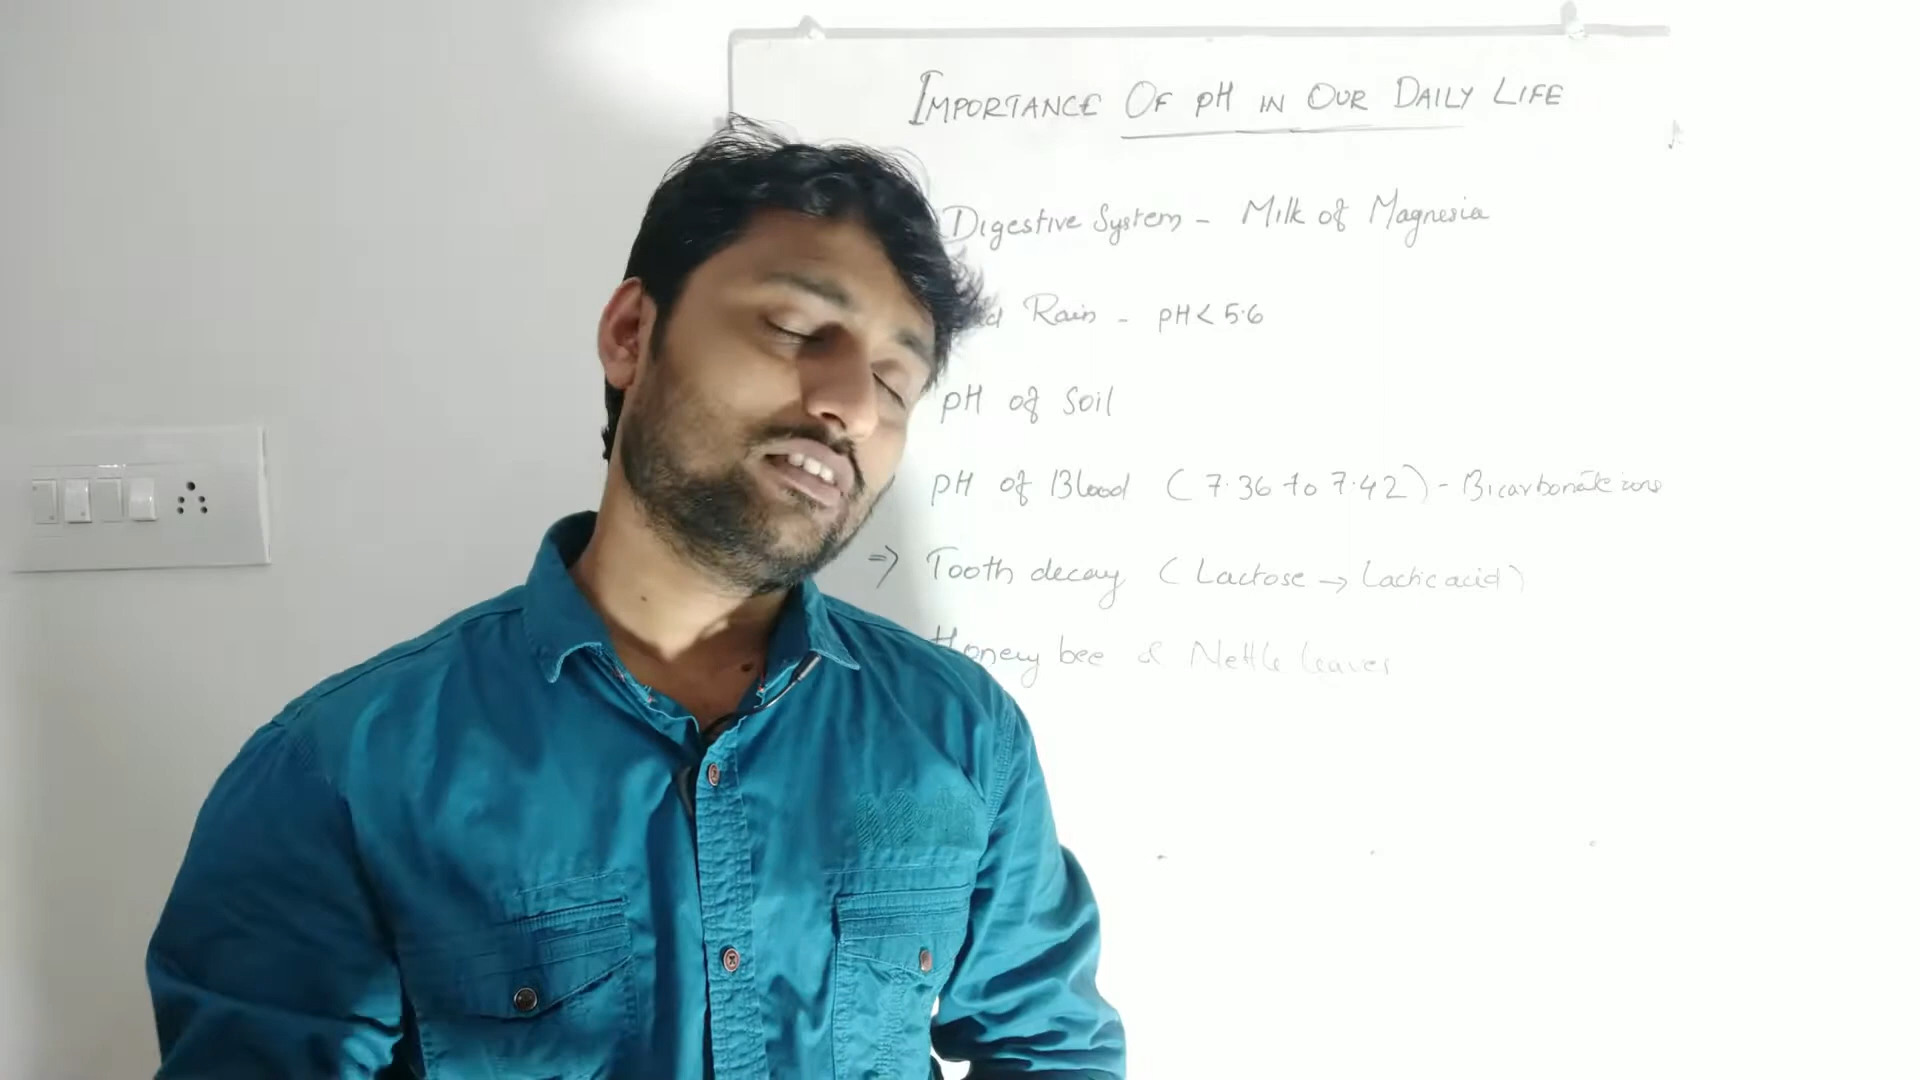 IMPORTANCE OF pH IN OUR DAILY LIFE
Digestive System - Milk of Magnesia
Rain - pH < 5.6
pH of Soil
pH of Blood (7.36 to 7.42) - Bicarbonate ions
⇒ Tooth decay (Lactose → Lactic acid)
Honey bee & Nettle leaves